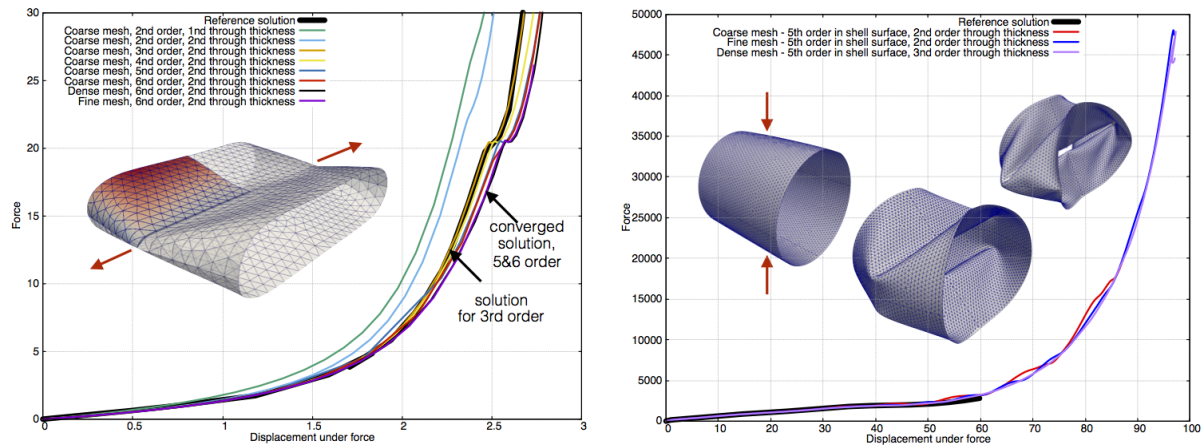 Reference solution
Coarse mesh, 2nd order, 1nd through thickness
Coarse mesh, 2nd order, 2nd through thickness
Coarse mesh, 3rd order, 2nd through thickness
Coarse mesh, 4rd order, 2nd through thickness
Coarse mesh, 5nd order, 2nd through thickness
Coarse mesh, 6nd order, 2nd through thickness
Dense mesh, 6nd order, 2nd through thickness
Fine mesh, 6nd order, 2nd through thickness
30
25
20
15
10
5
0
Force
converged
solution,
5&6 order
solution
for 3rd order
0
0.5
1
1.5
2
2.5
3
Displacement under force
Reference solution
Coarse mesh - 5th order in shell surface, 2nd order through thickness
Fine mesh - 5th order in shell surface, 2nd order through thickness
Dense mesh - 5th order in shell surface, 3nd order through thickness
50000
45000
40000
35000
30000
25000
20000
15000
10000
5000
0
Force
0
10
20
30
40
50
60
70
80
90
100
Displacement under force